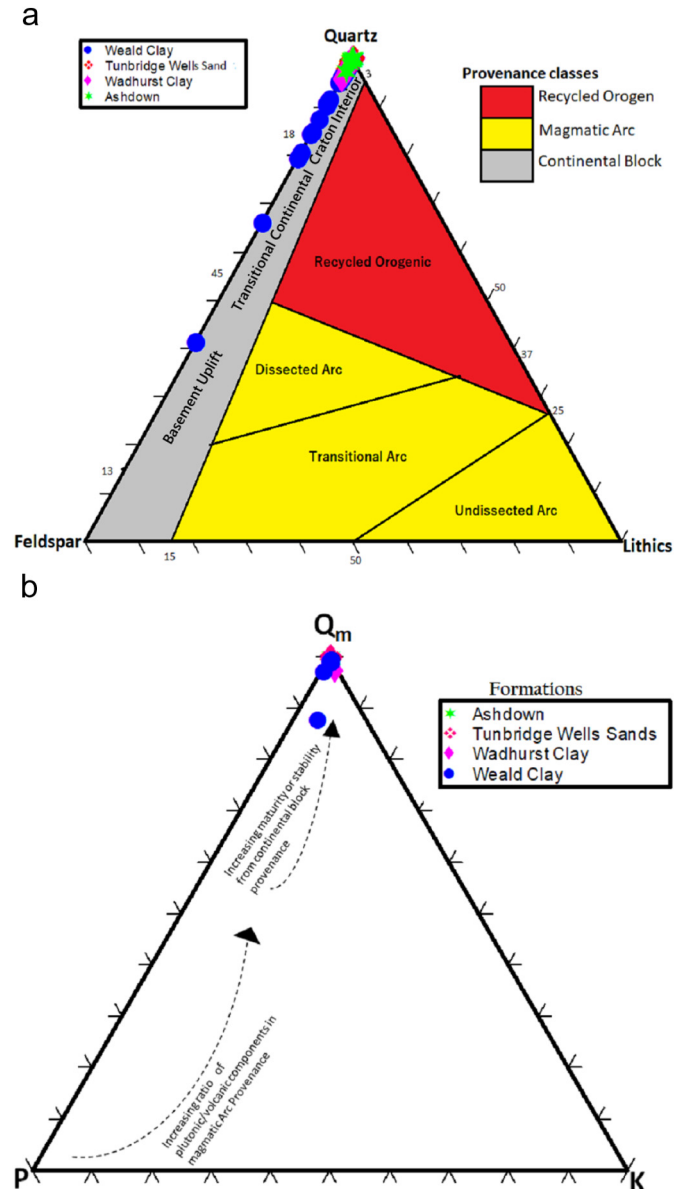 a
Quartz
Weald Clay
Tunbridge Wells Sand
Wadhurst Clay
Ashdown
3
Provenance classes
Recycled Orogen
Magmatic Arc
Continental Block
18
Craton Interior
Transitional Continental
45
Recycled Orogenic
50
37
Basement Uplift
Dissected Arc
25
Transitional Arc
13
Undissected Arc
Feldspar
Lithics
15
50
b
Qm
Formations
Ashdown
Tunbridge Wells Sands
Wadhurst Clay
Weald Clay
Increasing maturity or stability
from continental block
provenance
Increasing ratio of
plutonic/volcanic components in
magmatic Arc Provenance
P
K